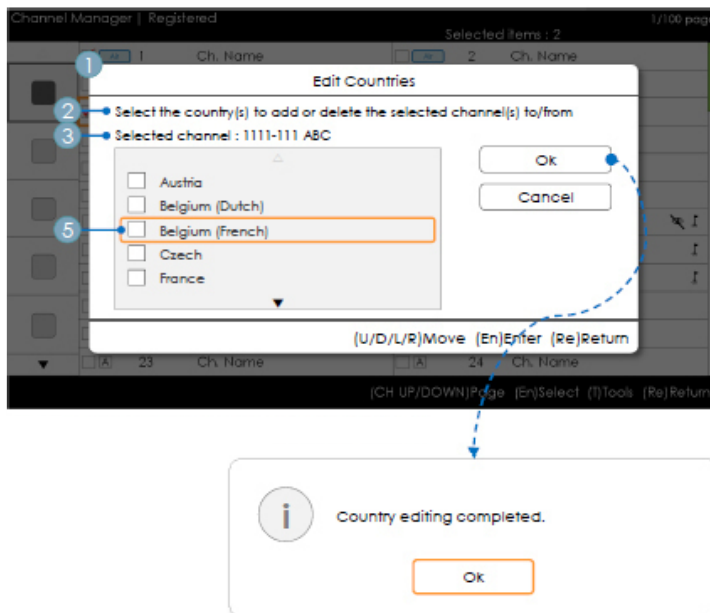 Channel Manager | Registered
1/100 page
Selected items : 2
Ar 1 Ch. Name Ar 2 Ch. Name
1
Edit Countries
2 Select the country(s) to add or delete the selected channel(s) to/from
3 Selected channel : 1111-111 ABC
Ok
Cancel
Austria
Belgium (Dutch)
5 Belgium (French)
Czech
France
(U/D/L/R)Move (En)Enter (Re)Return
A 23 Ch. Name A 24 Ch. Name
(CH UP/DOWN)Page (En)Select (T)Tools (Re)Return
i
Country editing completed.
Ok